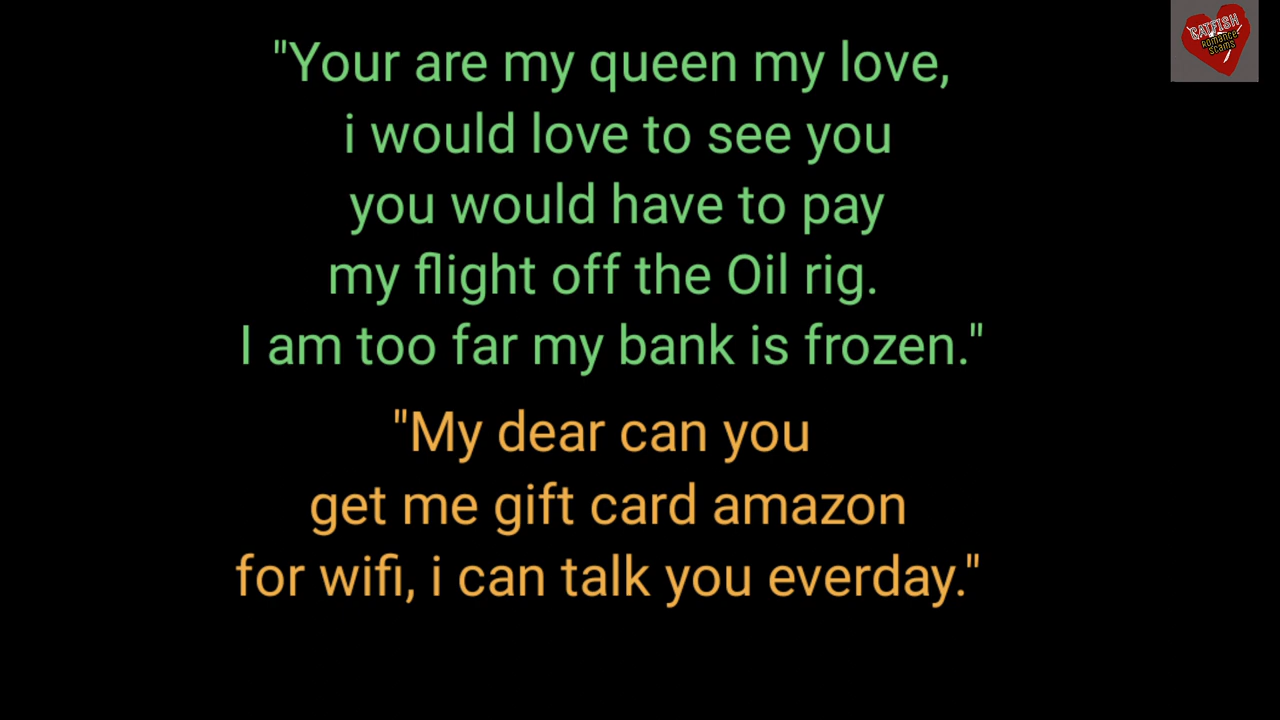 "Your are my queen my love,
i would love to see you
you would have to pay
my flight off the Oil rig.
I am too far my bank is frozen."
"My dear can you
get me gift card amazon
for wifi, i can talk you everday."
RATFISH
Romance
Scams